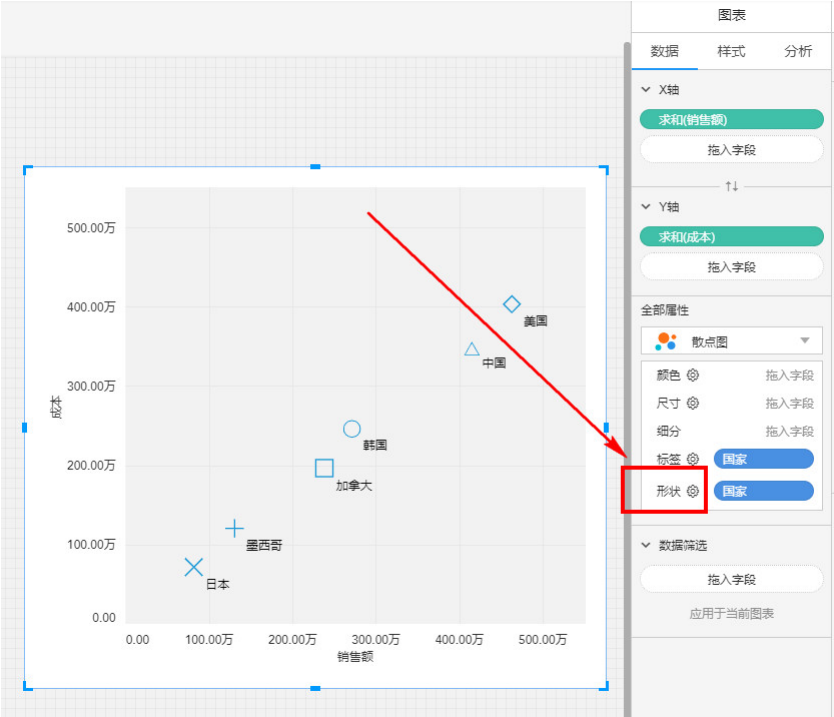 图表
数据 样式 分析
X轴
求和(销售额)
拖入字段
Y轴
求和(成本)
拖入字段
全部属性
散点图
颜色 拖入字段
尺寸 拖入字段
细分 拖入字段
标签 国家
形状 国家
数据筛选
拖入字段
应用于当前图表
500.00万
400.00万
300.00万
200.00万
100.00万
0.00
成本
美国
中国
韩国
加拿大
墨西哥
日本
0.00 100.00万 200.00万 300.00万 400.00万 500.00万
销售额